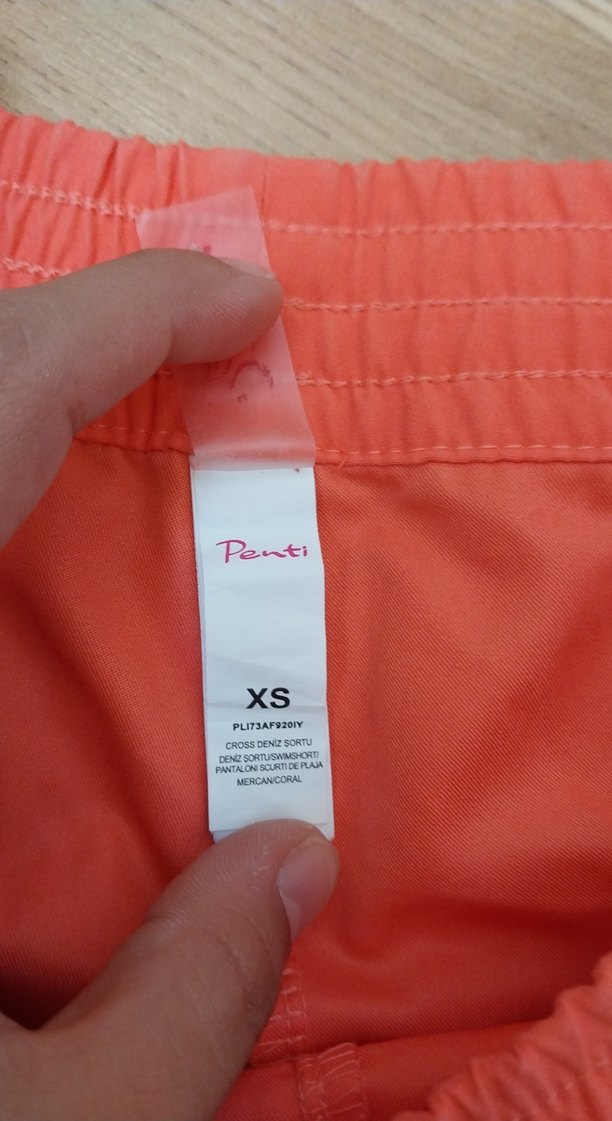 Penti
XS
PLI73AF920IY
CROSS DENİZ ŞORTU
DENİZ ŞORTU/SWIMSHORT/
PANTALONI SCURTI DE PLAJA
MERCAN/CORAL